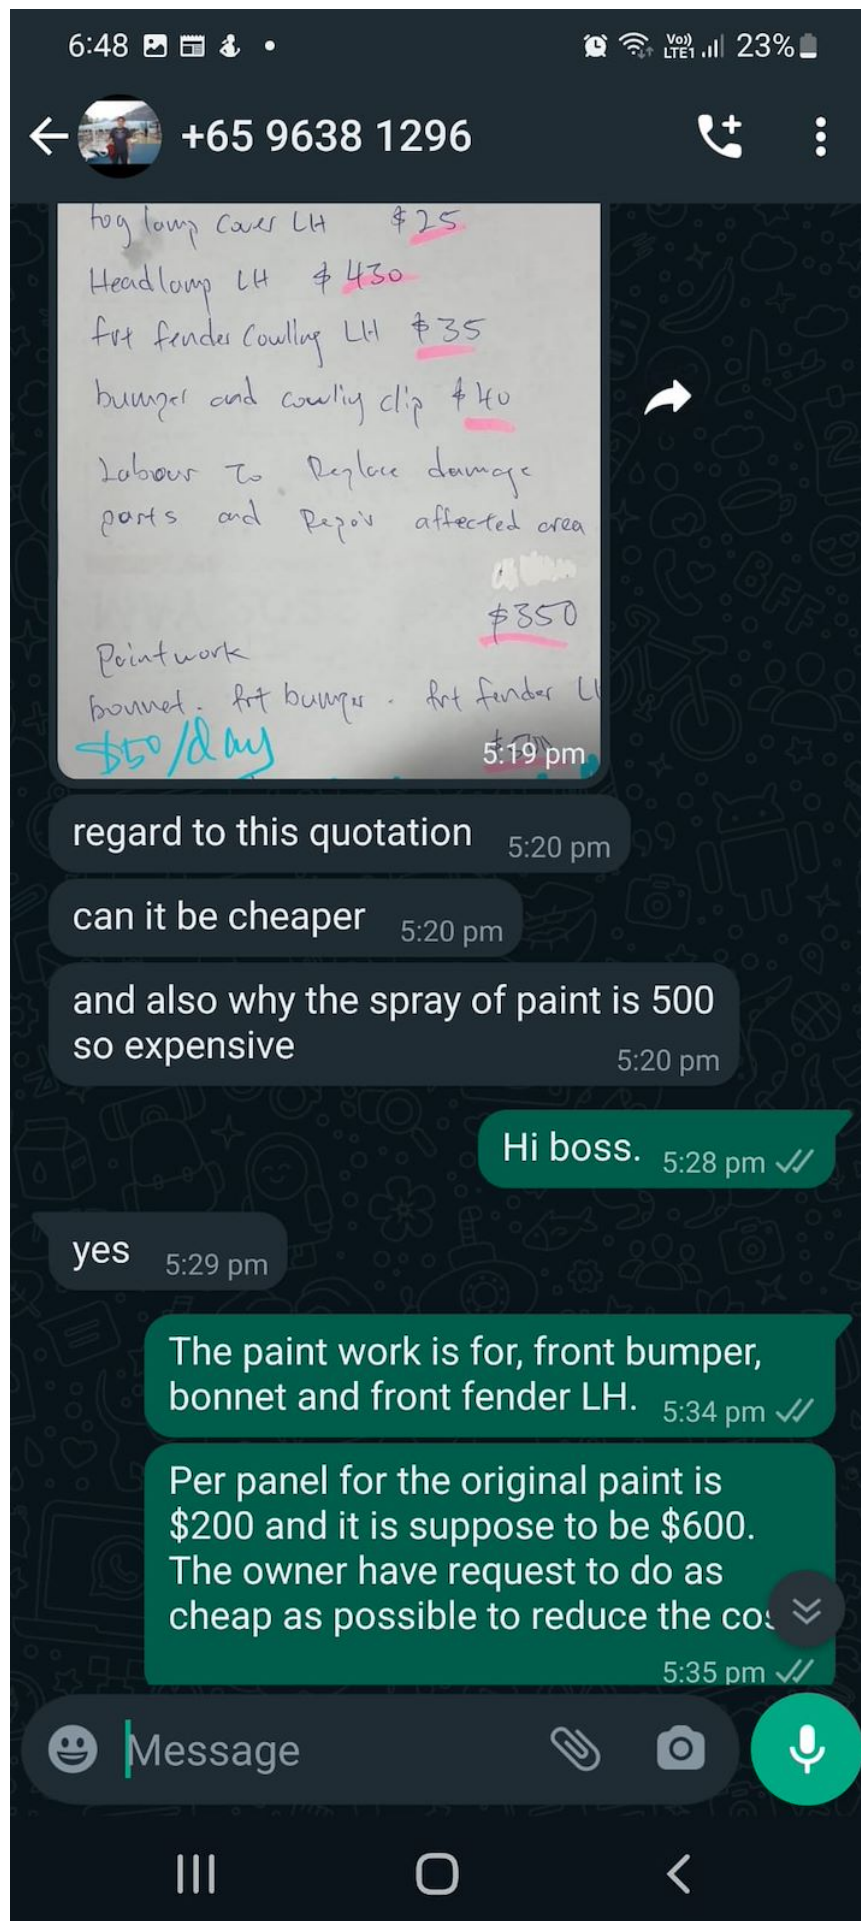 6:48
Vo))
LTE1
23%
+65 9638 1296
fog lamp Cover LH $25
Headlamp LH $430
frt fender Cowling LH $35
bumper and cowling clip $40
Labour To Replace damage
parts and Repair affected area
$350
Paintwork
bonnet. frt bumper. frt fender L
$50/day
5:19 pm
regard to this quotation 5:20 pm
can it be cheaper 5:20 pm
and also why the spray of paint is 500
so expensive 5:20 pm
Hi boss. 5:28 pm
yes 5:29 pm
The paint work is for, front bumper,
bonnet and front fender LH. 5:34 pm
Per panel for the original paint is
$200 and it is suppose to be $600.
The owner have request to do as
cheap as possible to reduce the cos
5:35 pm
Message